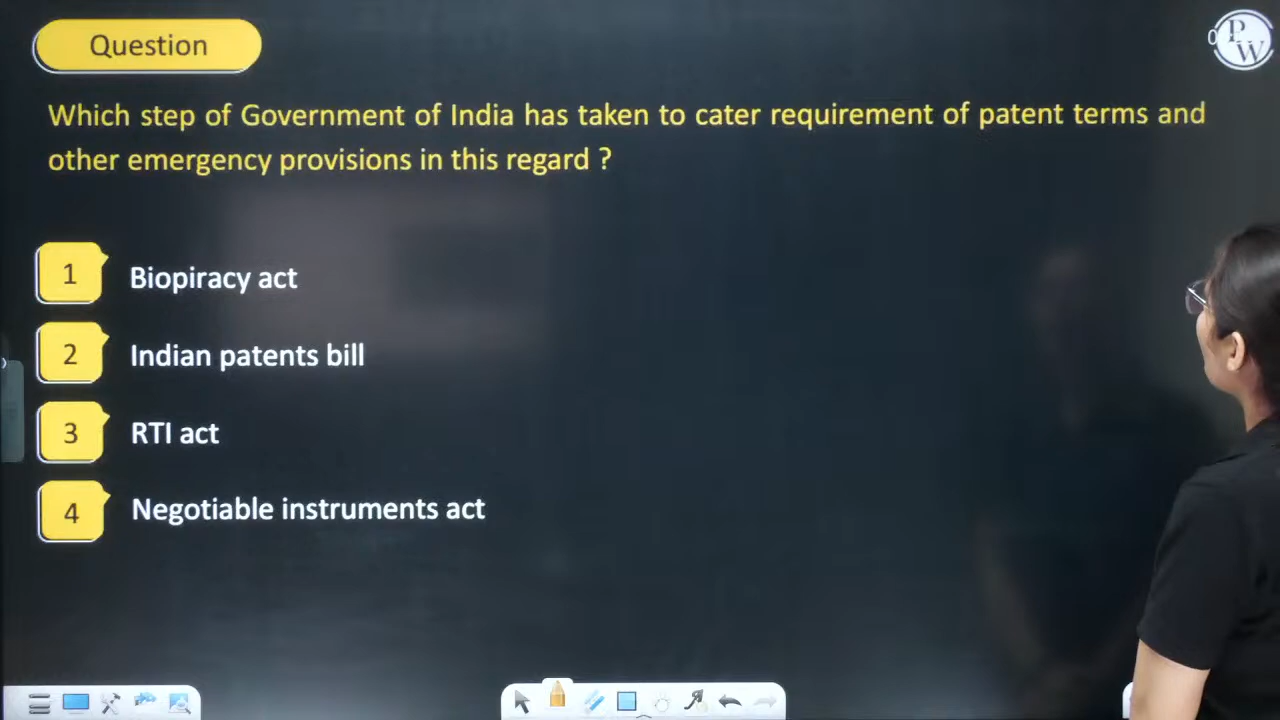 Question
PW
Which step of Government of India has taken to cater requirement of patent terms and
other emergency provisions in this regard ?
1 Biopiracy act
2 Indian patents bill
3 RTI act
4 Negotiable instruments act